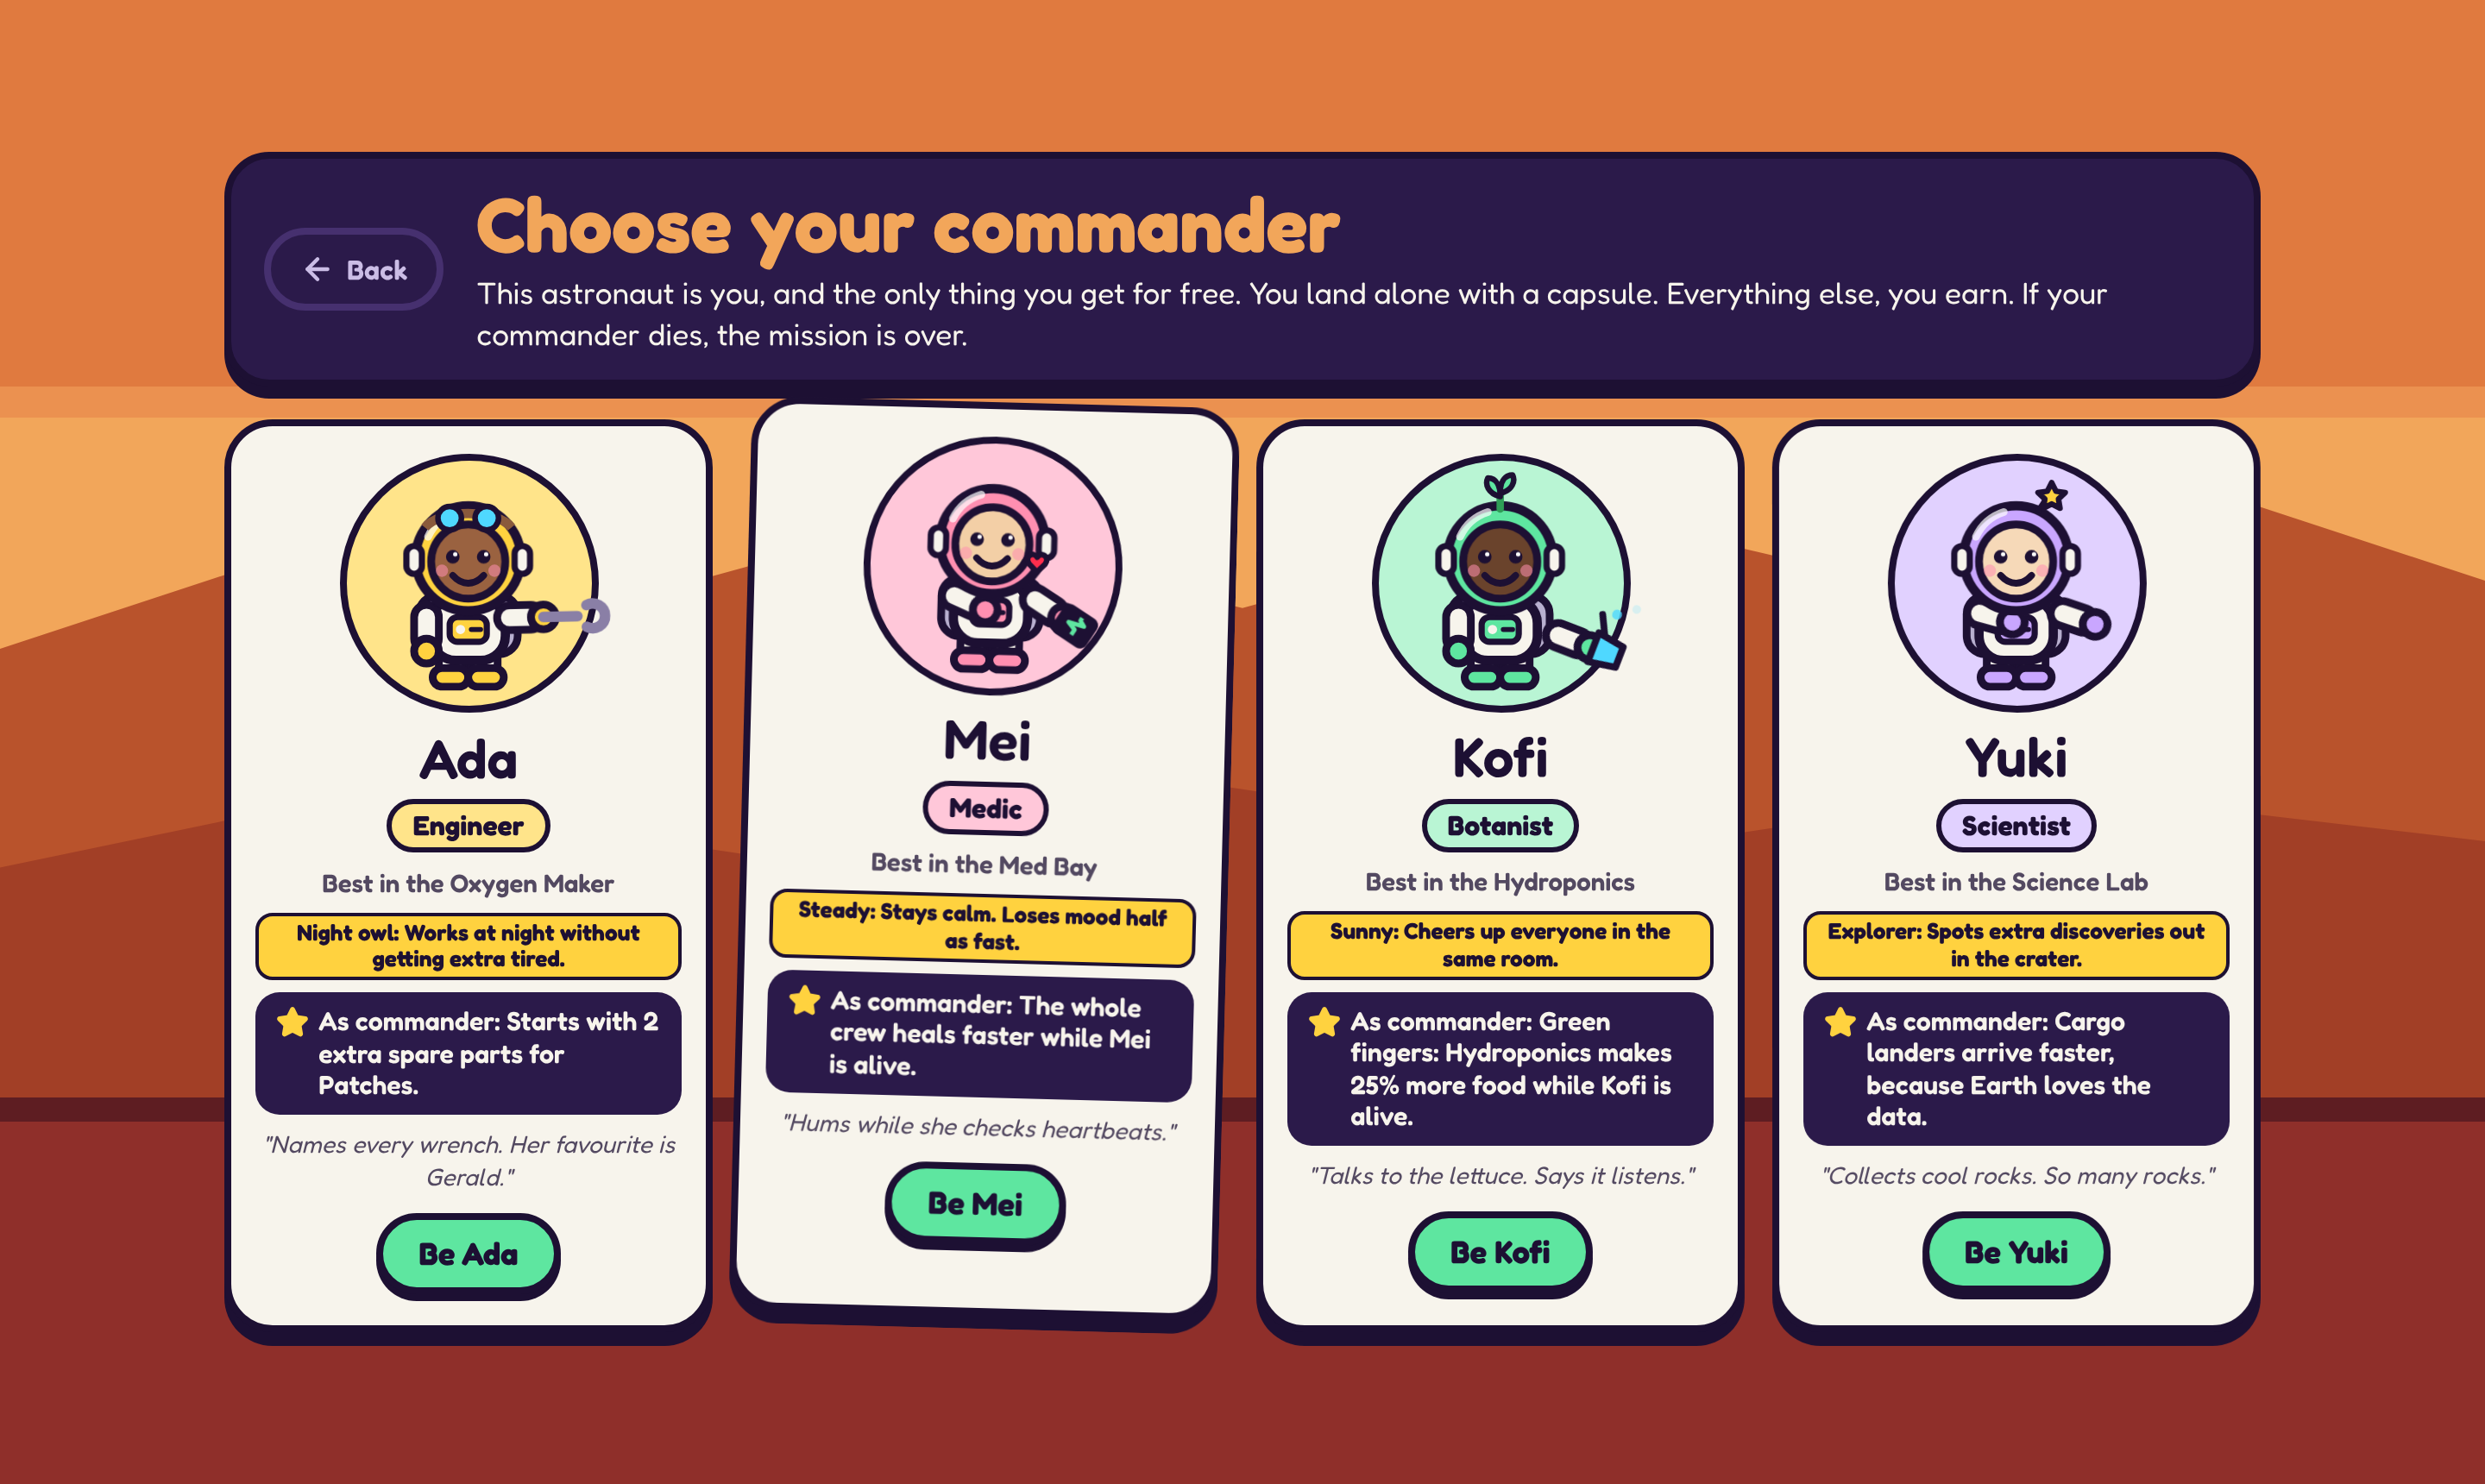 Choose your commander
Back
This astronaut is you, and the only thing you get for free. You land alone with a capsule. Everything else, you earn. If your
commander dies, the mission is over.
Ada
Engineer
Best in the Oxygen Maker
Night owl: Works at night without
getting extra tired.
As commander: Starts with 2
extra spare parts for
Patches.
"Names every wrench. Her favourite is
Gerald."
Be Ada
Mei
Medic
Best in the Med Bay
Steady: Stays calm. Loses mood half
as fast.
As commander: The whole
crew heals faster while Mei
is alive.
"Hums while she checks heartbeats."
Be Mei
Kofi
Botanist
Best in the Hydroponics
Sunny: Cheers up everyone in the
same room.
As commander: Green
fingers: Hydroponics makes
25% more food while Kofi is
alive.
"Talks to the lettuce. Says it listens."
Be Kofi
Yuki
Scientist
Best in the Science Lab
Explorer: Spots extra discoveries out
in the crater.
As commander: Cargo
landers arrive faster,
because Earth loves the
data.
"Collects cool rocks. So many rocks."
Be Yuki